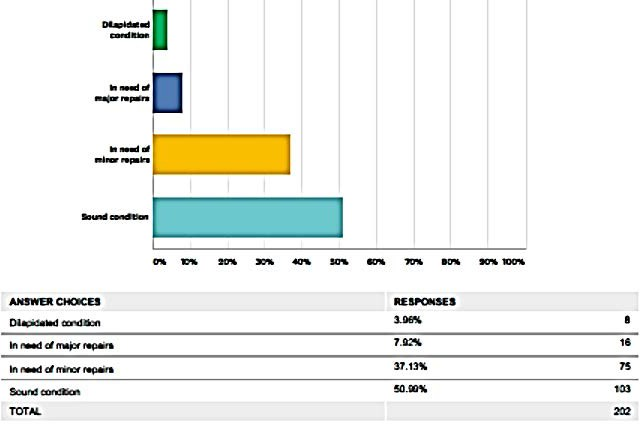 Dilapidated
condition
In need of
major repairs
In need of
minor repairs
Sound condition
0% 10% 20% 30% 40% 50% 60% 70% 80% 90% 100%
ANSWER CHOICES RESPONSES
Dilapidated condition 3.96% 8
In need of major repairs 7.92% 16
In need of minor repairs 37.13% 75
Sound condition 50.99% 103
TOTAL 202